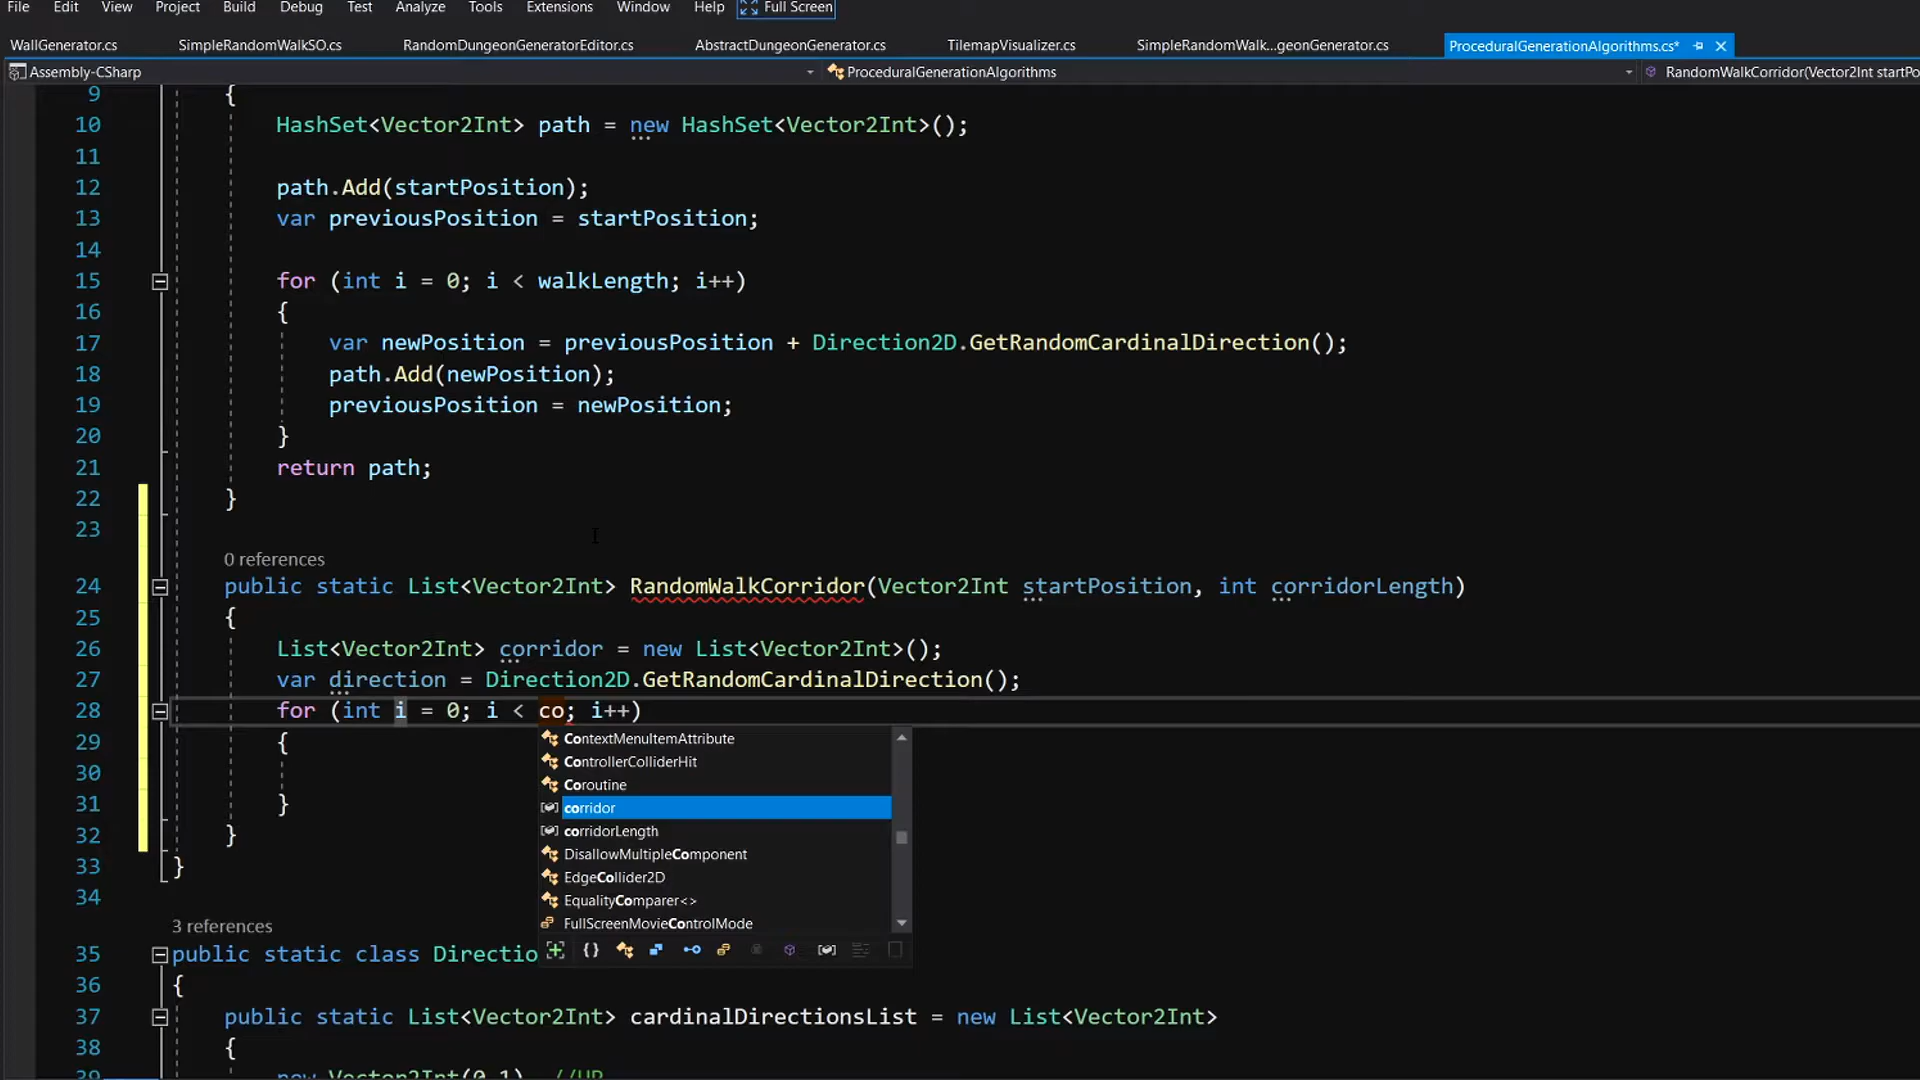 File Edit View Project Build Debug Test Analyze Tools Extensions Window Help Full Screen
WallGenerator.cs SimpleRandomWalkSO.cs RandomDungeonGeneratorEditor.cs AbstractDungeonGenerator.cs TilemapVisualizer.cs SimpleRandomWalk...geonGenerator.cs ProceduralGenerationAlgorithms.cs*
Assembly-CSharp ProceduralGenerationAlgorithms RandomWalkCorridor(Vector2Int startPo
9 {
10 HashSet<Vector2Int> path = new HashSet<Vector2Int>();
11
12 path.Add(startPosition);
13 var previousPosition = startPosition;
14
15 for (int i = 0; i < walkLength; i++)
16 {
17 var newPosition = previousPosition + Direction2D.GetRandomCardinalDirection();
18 path.Add(newPosition);
19 previousPosition = newPosition;
20 }
21 return path;
22 }
23
0 references
24 public static List<Vector2Int> RandomWalkCorridor(Vector2Int startPosition, int corridorLength)
25 {
26 List<Vector2Int> corridor = new List<Vector2Int>();
27 var direction = Direction2D.GetRandomCardinalDirection();
28 for (int i = 0; i < co; i++)
29 {
30
31 }
32 }
33 }
34
ContextMenuItemAttribute
ControllerColliderHit
Coroutine
corridor
corridorLength
DisallowMultipleComponent
EdgeCollider2D
EqualityComparer<>
FullScreenMovieControlMode
3 references
35 public static class Directio
36 {
37 public static List<Vector2Int> cardinalDirectionsList = new List<Vector2Int>
38 {
39 new Vector2Int(0,1), //UP